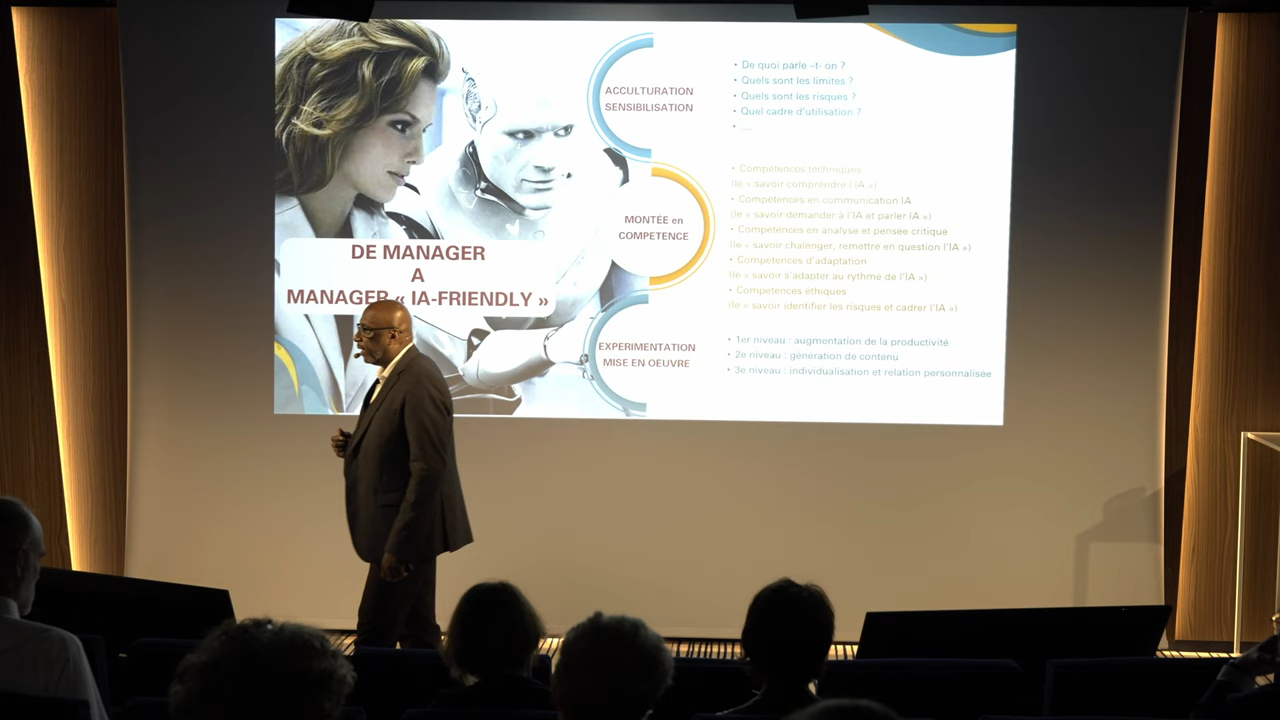 DE MANAGER
A
MANAGER « IA-FRIENDLY »
ACCULTURATION
SENSIBILISATION
• De quoi parle –t- on ?
• Quels sont les limites ?
• Quels sont les risques ?
• Quel cadre d'utilisation ?
• ....
MONTÉE en
COMPETENCE
• Compétences techniques
(le « savoir comprendre l'IA »)
• Compétences en communication IA
(le « savoir demander à l'IA et parler IA »)
• Compétences en analyse et pensée critique
(le « savoir chalenger, remettre en question l'IA »)
• Compétences d'adaptation
(le « savoir s'adapter au rythme de l'IA »)
• Compétences éthiques
(le « savoir identifier les risques et cadrer l'IA »)
EXPERIMENTATION
MISE EN OEUVRE
• 1er niveau : augmentation de la productivité
• 2e niveau : génération de contenu
• 3e niveau : individualisation et relation personnalisée